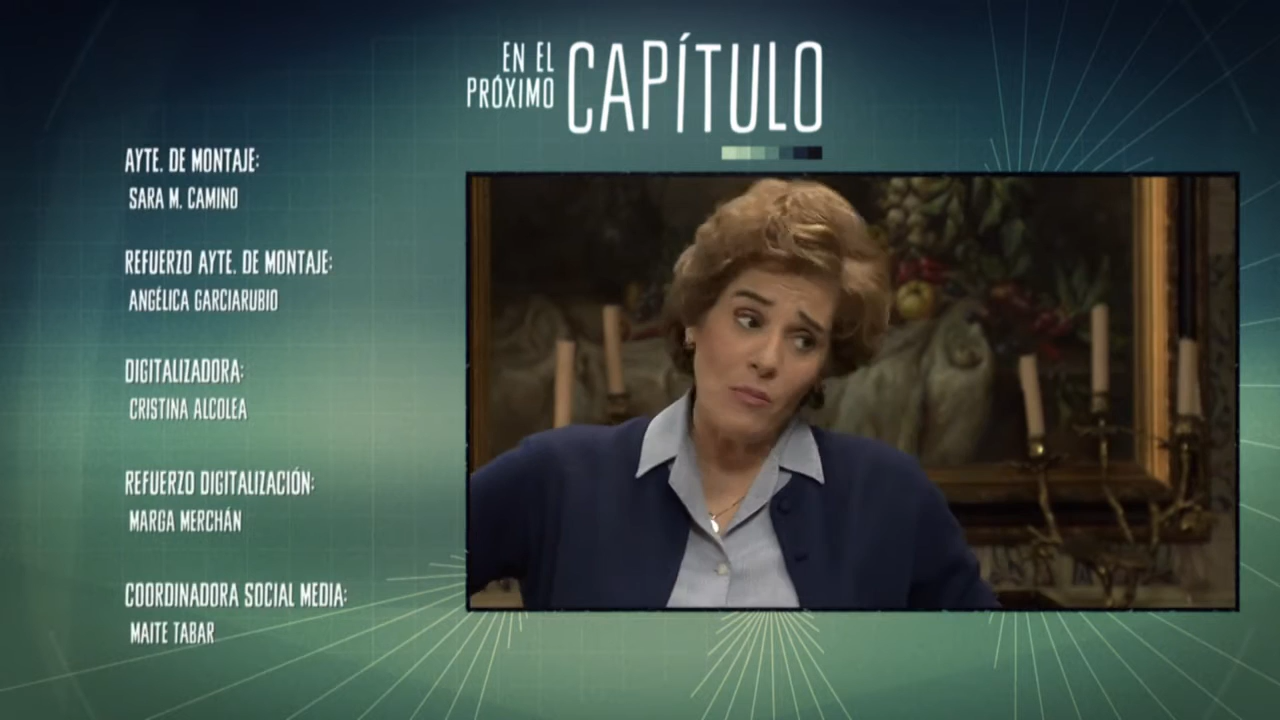 EN EL
PRÓXIMO
CAPÍTULO
AYTE. DE MONTAJE:
SARA M. CAMINO
REFUERZO AYTE. DE MONTAJE:
ANGÉLICA GARCIARUBIO
DIGITALIZADORA:
CRISTINA ALCOLEA
REFUERZO DIGITALIZACIÓN:
MARGA MERCHÁN
COORDINADORA SOCIAL MEDIA:
MAITE TABAR